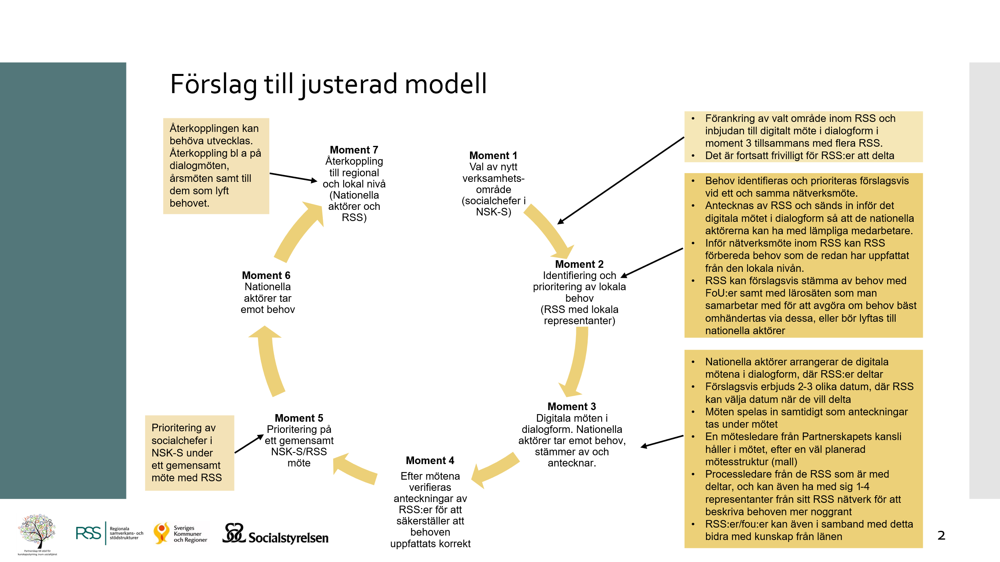 Förslag till justerad modell
Återkopplingen kan
behöva utvecklas.
Återkoppling bl a på
dialogmöten,
årsmöten samt till
dem som lyft
behovet.
Moment 7
Återkoppling
till regional
och lokal nivå
(Nationella
aktörer och
RSS)
Moment 1
Val av nytt
verksamhets-
område
(socialchefer i
NSK-S)
• Förankring av valt område inom RSS och
inbjudan till digitalt möte i dialogform i
moment 3 tillsammans med flera RSS.
• Det är fortsatt frivilligt för RSS:er att delta
• Behov identifieras och prioriteras förslagsvis
vid ett och samma nätverksmöte.
• Antecknas av RSS och sänds in inför det
digitala mötet i dialogform så att de nationella
aktörerna kan ha med lämpliga medarbetare.
• Inför nätverksmöte inom RSS kan RSS
förbereda behov som de redan har uppfattat
från den lokala nivån.
• RSS kan förslagsvis stämma av behov med
FoU:er samt med lärosäten som man
samarbetar med för att avgöra om behov bäst
omhändertas via dessa, eller bör lyftas till
nationella aktörer
Moment 2
Identifiering och
prioritering av lokala
behov
(RSS med lokala
representanter)
Moment 6
Nationella
aktörer tar
emot behov
• Nationella aktörer arrangerar de digitala
mötena i dialogform, där RSS:er deltar
• Förslagsvis erbjuds 2-3 olika datum, där RSS
kan välja datum när de vill delta
• Möten spelas in samtidigt som anteckningar
tas under mötet
• En mötesledare från Partnerskapets kansli
håller i mötet, efter en väl planerad
mötesstruktur (mall)
• Processledare från de RSS som är med
deltar, och kan även ha med sig 1-4
representanter från sitt RSS nätverk för att
beskriva behoven mer noggrant
• RSS:er/fou:er kan även i samband med detta
bidra med kunskap från länen
Moment 3
Digitala möten i
dialogform. Nationella
aktörer tar emot behov,
stämmer av och
antecknar.
Moment 4
Efter mötena
verifieras
anteckningar av
RSS:er för att
säkerställer att
behoven
uppfattats korrekt
Moment 5
Prioritering på
ett gemensamt
NSK-S/RSS
möte
Prioritering av
socialchefer i
NSK-S under
ett gemensamt
möte med RSS
Partnerskap till stöd för
kunskapsstyrning inom socialtjänst
RSS
Regionala
samverkans- och
stödstrukturer
Sveriges
Kommuner
och Regioner
Socialstyrelsen
2